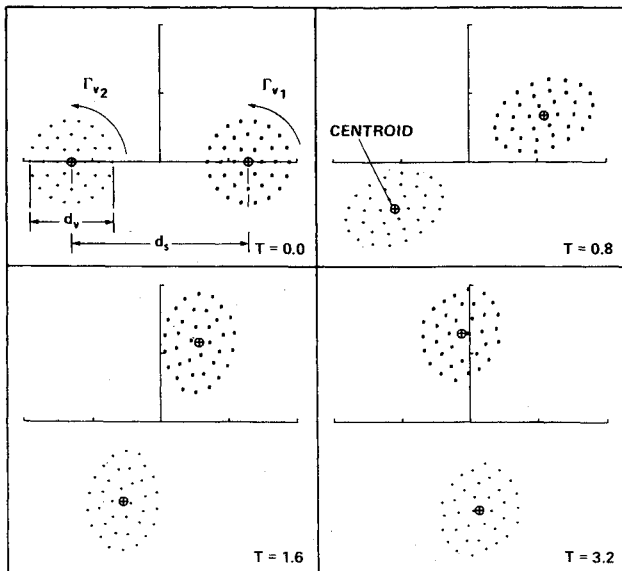 Γv2
Γv1
dv
ds
T = 0.0
CENTROID
T = 0.8
T = 1.6
T = 3.2